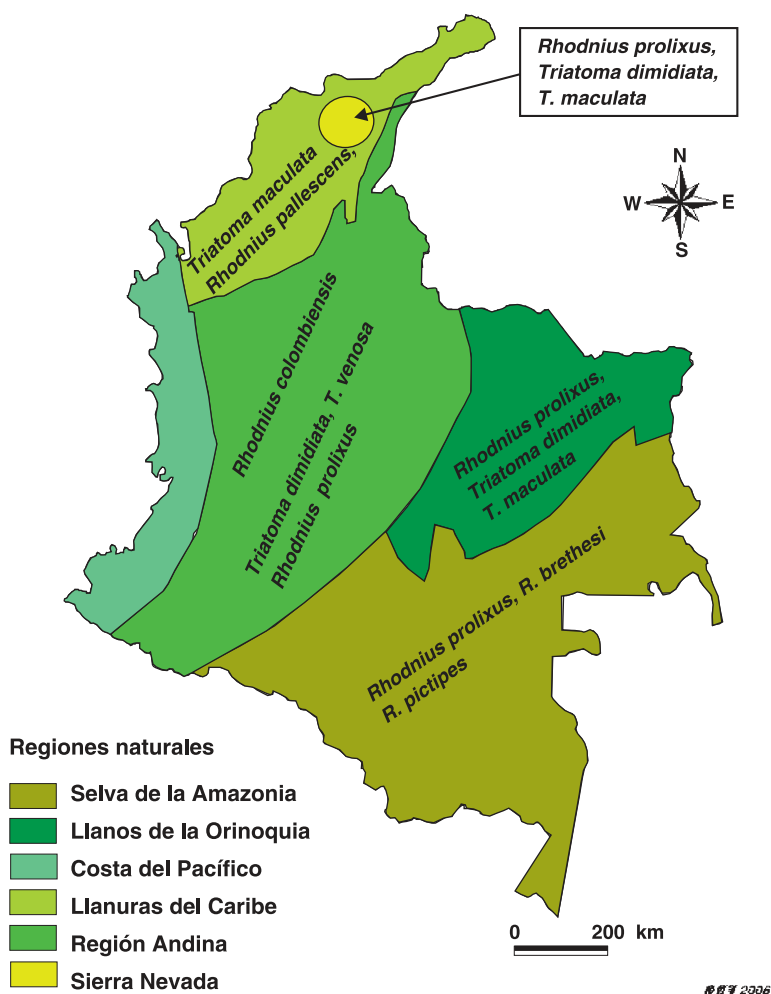 Rhodnius prolixus,
Triatoma dimidiata,
T. maculata
N
W E
S
Triatoma maculata
Rhodnius pallescens,
Rhodnius colombiensis
Triatoma dimidiata, T. venosa
Rhodnius prolixus
Rhodnius prolixus,
Triatoma dimidiata,
T. maculata
Rhodnius prolixus, R. brethesi
R. pictipes
Regiones naturales
Selva de la Amazonia
Llanos de la Orinoquia
Costa del Pacífico
Llanuras del Caribe
Región Andina
Sierra Nevada
0 200 km
2006